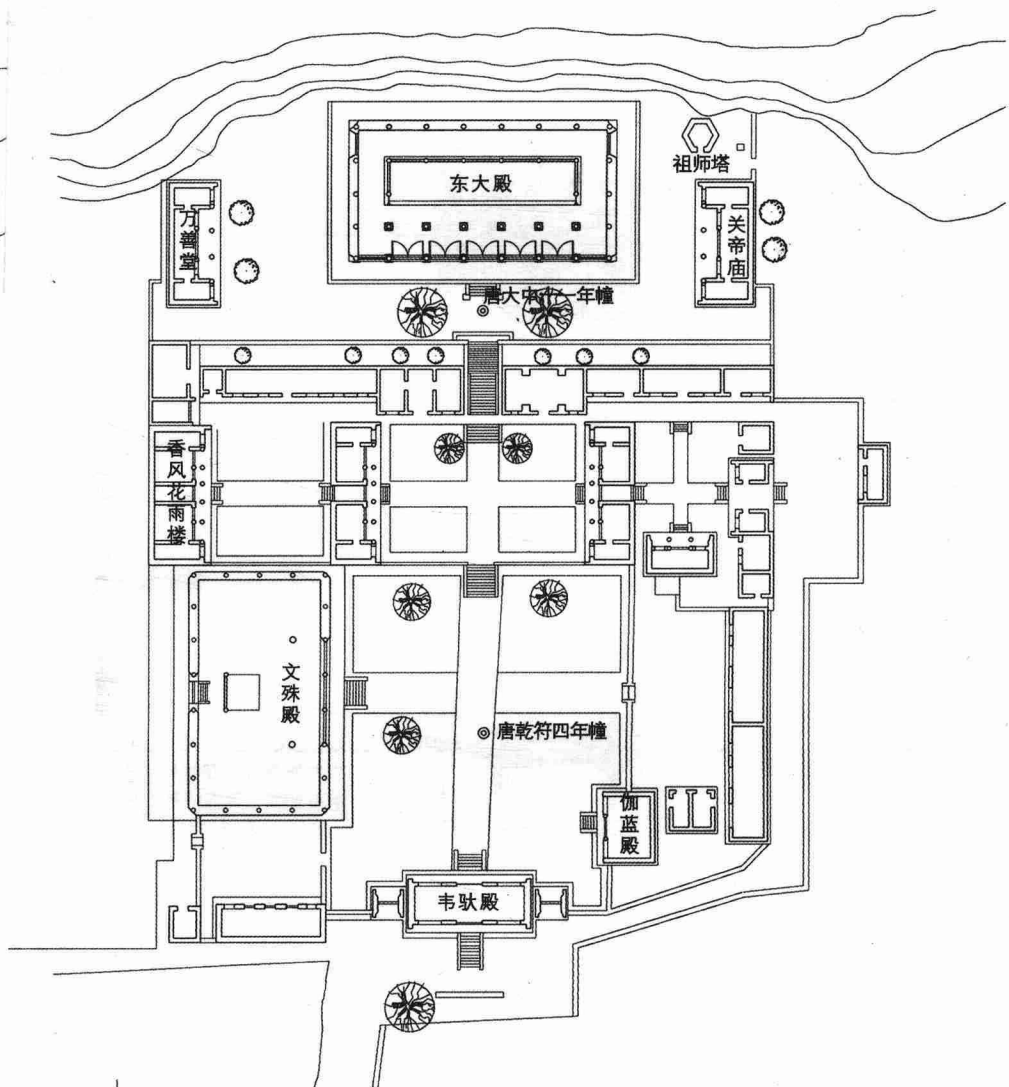 祖师塔
东大殿
万善堂
关帝庙
唐大中十一年幢
香风花雨楼
文殊殿
唐乾符四年幢
伽蓝殿
韦驮殿